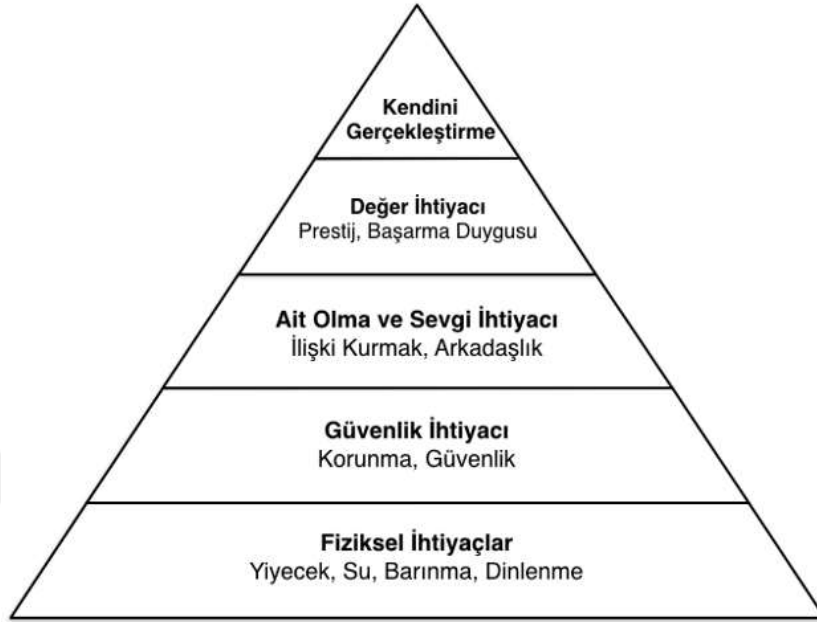 Kendini
Gerçekleştirme
Değer İhtiyacı
Prestij, Başarma Duygusu
Ait Olma ve Sevgi İhtiyacı
İlişki Kurmak, Arkadaşlık
Güvenlik İhtiyacı
Korunma, Güvenlik
Fiziksel İhtiyaçlar
Yiyecek, Su, Barınma, Dinlenme